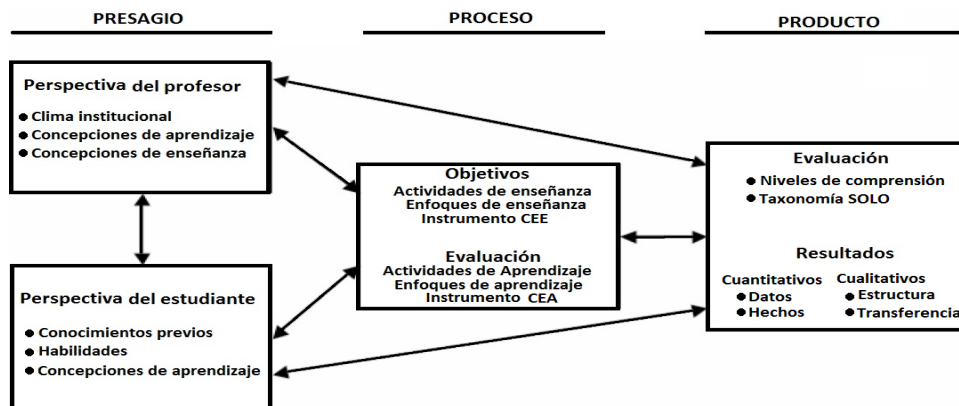 PRESAGIO
PROCESO
PRODUCTO
Perspectiva del profesor
● Clima institucional
● Concepciones de aprendizaje
● Concepciones de enseñanza
Perspectiva del estudiante
● Conocimientos previos
● Habilidades
● Concepciones de aprendizaje
Objetivos
Actividades de enseñanza
Enfoques de enseñanza
Instrumento CEE
Evaluación
Actividades de Aprendizaje
Enfoques de aprendizaje
Instrumento CEA
Evaluación
● Niveles de comprensión
● Taxonomía SOLO
Resultados
Cuantitativos
● Datos
● Hechos
Cualitativos
● Estructura
● Transferencia